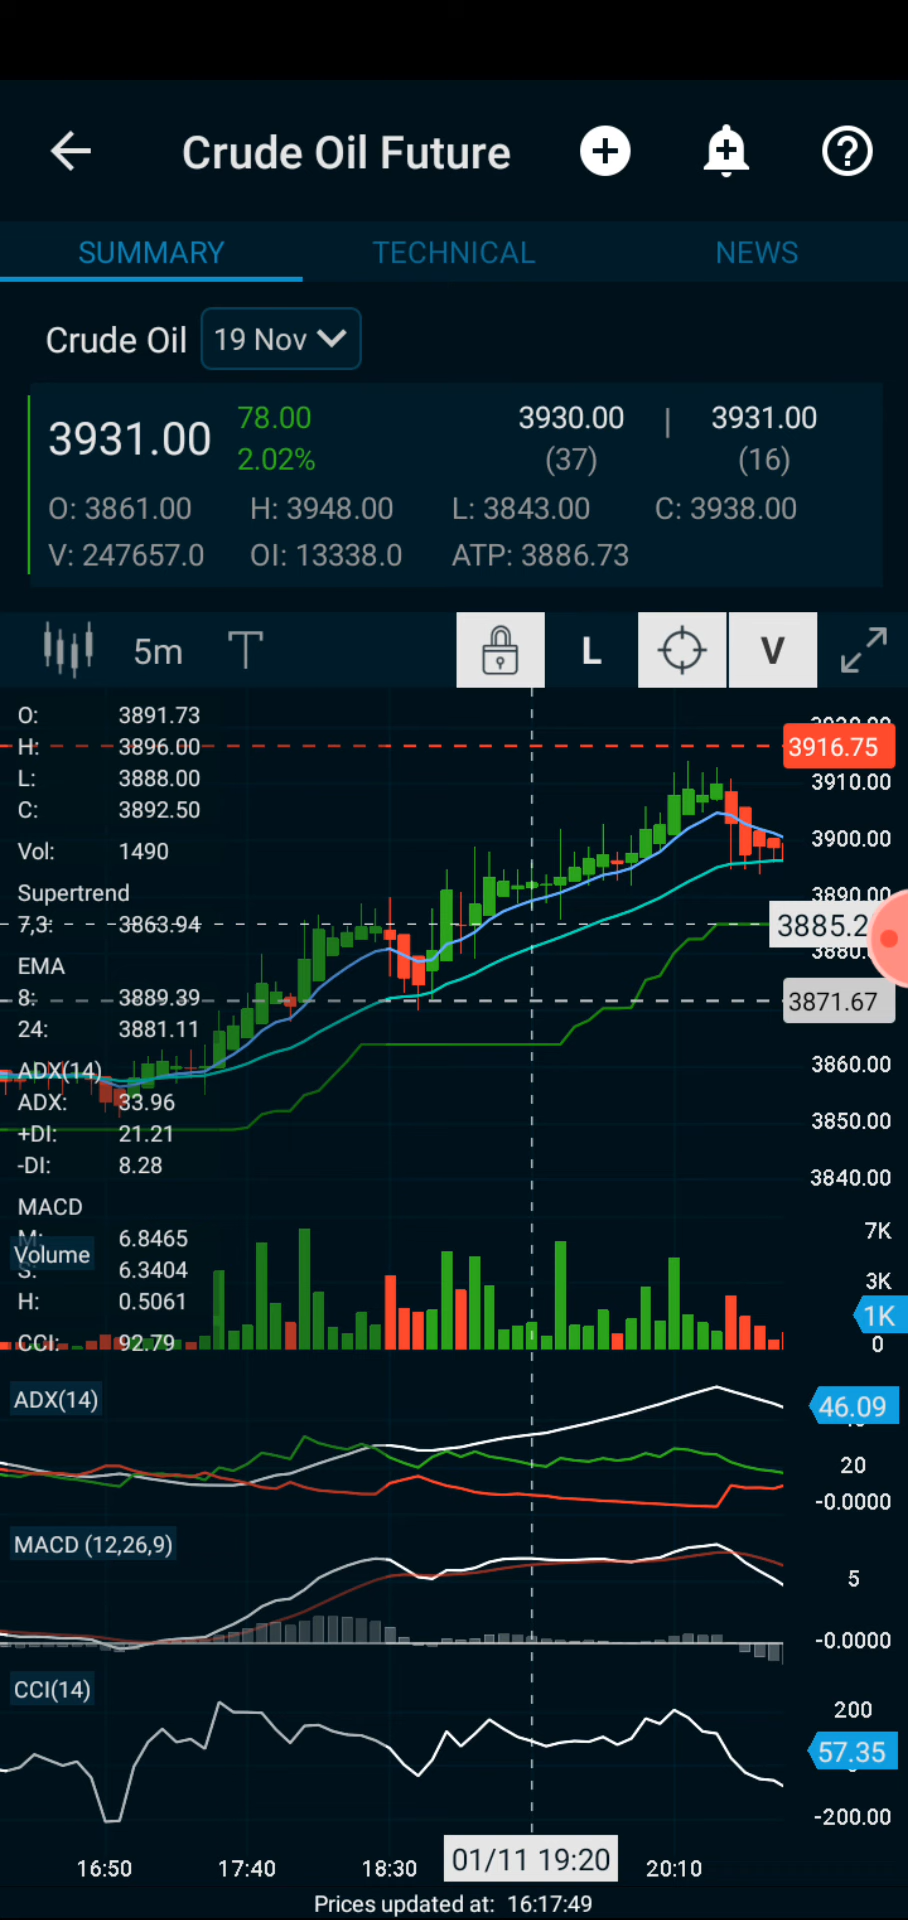 Crude Oil Future
SUMMARY TECHNICAL NEWS
Crude Oil 19 Nov
3931.00 78.00 3930.00 | 3931.00
2.02% (37) (16)
O: 3861.00 H: 3948.00 L: 3843.00 C: 3938.00
V: 247657.0 OI: 13338.0 ATP: 3886.73
5m T L V
O: 3891.73
3916.75
H: 3896.00
L: 3888.00
3910.00
C: 3892.50
3900.00
Vol: 1490
Supertrend
3890.00
7,3: 3863.94
3885.2
EMA
8: 3889.39
3871.67
24: 3881.11
3860.00
ADX(14)
ADX: 33.96
3850.00
+DI: 21.21
-DI: 8.28
3840.00
MACD
M: 6.8465
7K
Volume
S: 6.3404
3K
H: 0.5061
1K
CCI: 92.79
0
ADX(14)
46.09
20
-0.0000
MACD (12,26,9)
5
-0.0000
CCI(14)
200
57.35
-200.00
16:50 17:40 18:30 01/11 19:20 20:10
Prices updated at: 16:17:49